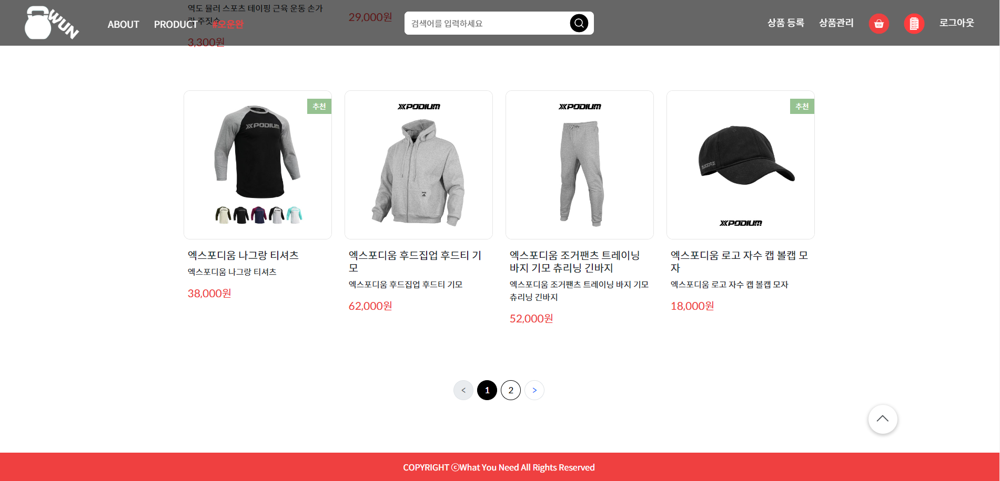 역도 뮬러 스포츠 테이핑 근육 운동 손가
락 주짓수
29,000원
3,300원
WUN
ABOUT PRODUCT #오운완
검색어를 입력하세요
상품 등록 상품관리 로그아웃
추천
XPODIUM
XPODIUM
XPODIUM
추천
XPODIUM
XPODIUM
엑스포디움 나그랑 티셔츠
엑스포디움 나그랑 티셔츠
38,000원
엑스포디움 후드집업 후드티 기
모
엑스포디움 후드집업 후드티 기모
62,000원
엑스포디움 조거팬츠 트레이닝
바지 기모 츄리닝 긴바지
엑스포디움 조거팬츠 트레이닝 바지 기모
츄리닝 긴바지
52,000원
엑스포디움 로고 자수 캡 볼캡 모
자
엑스포디움 로고 자수 캡 볼캡 모자
18,000원
< 1 2 >
COPYRIGHT ⓒWhat You Need All Rights Reserved